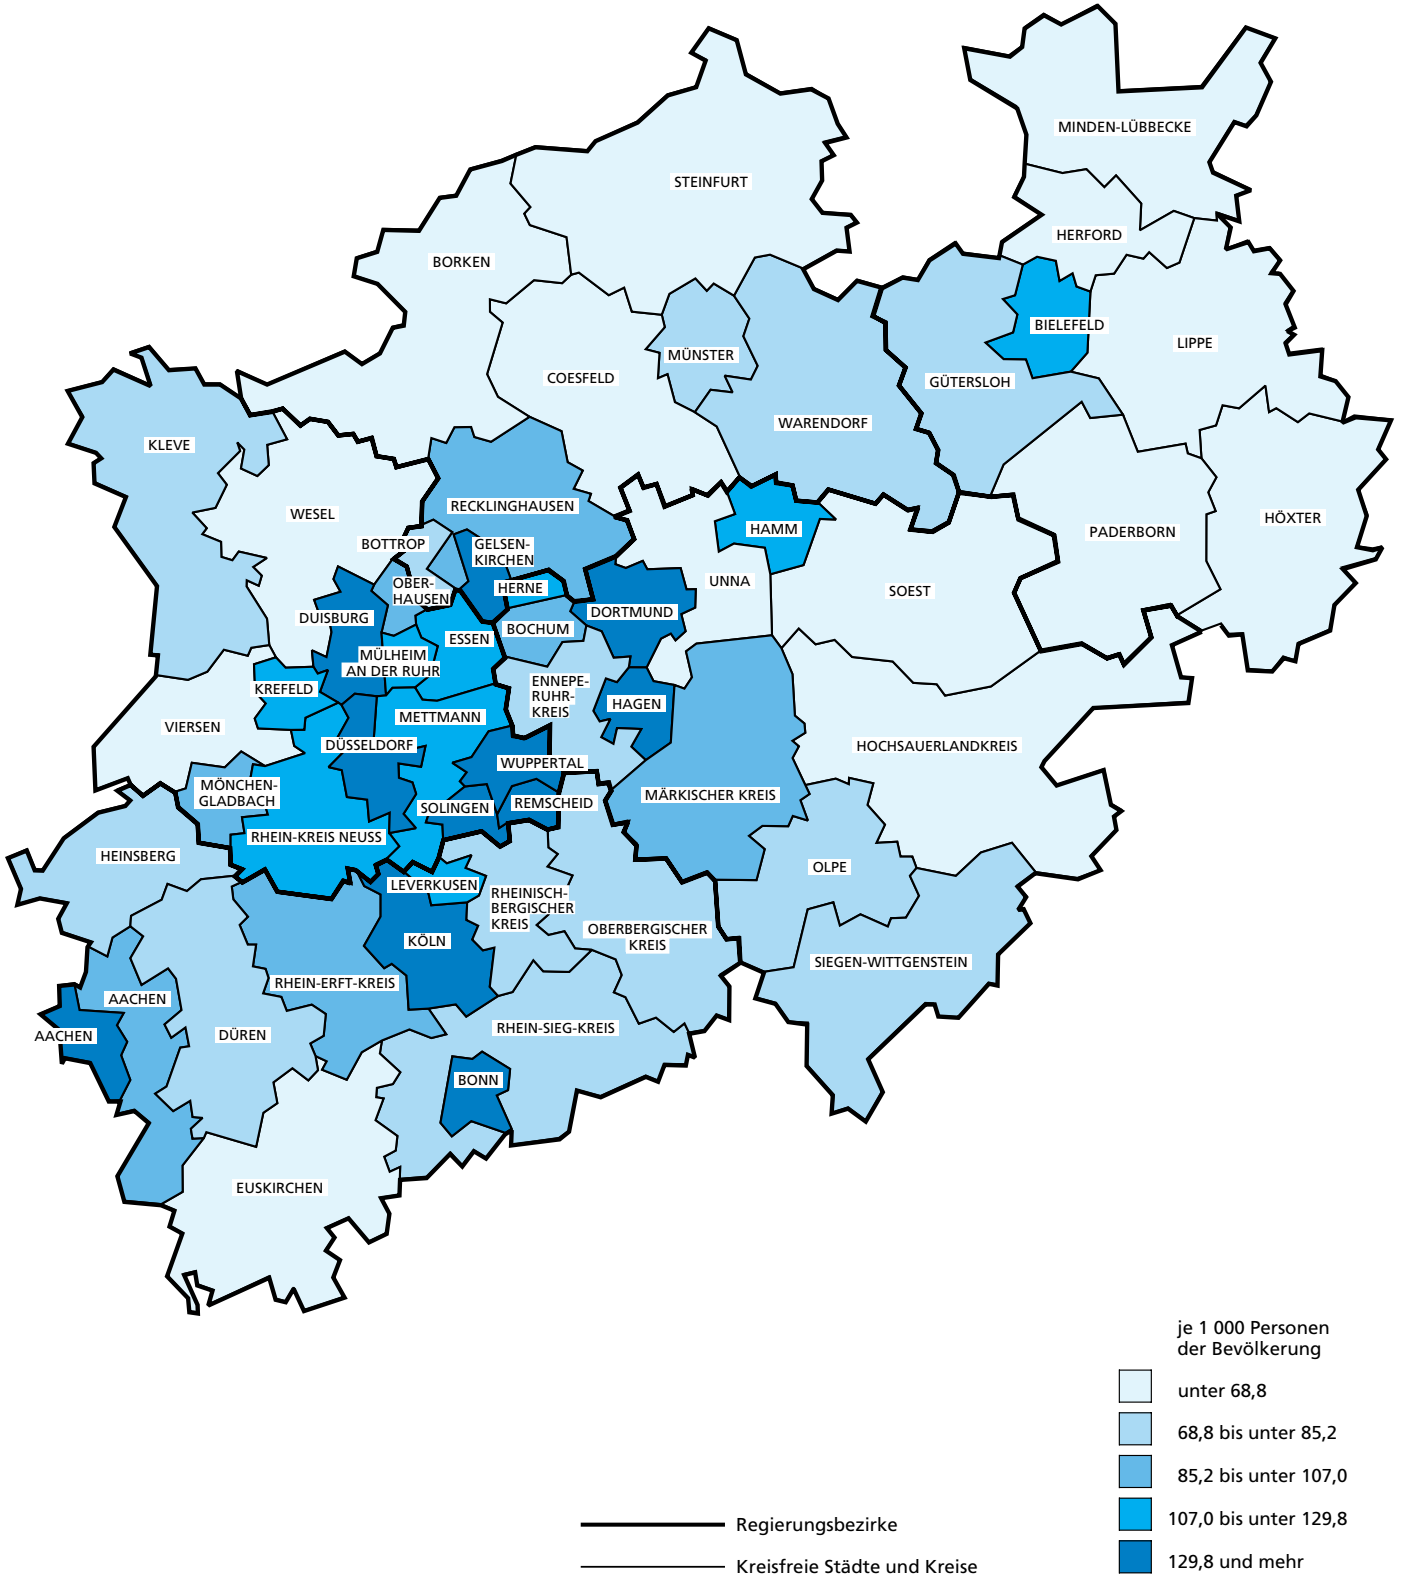 MINDEN-LÜBBECKE
STEINFURT
HERFORD
BORKEN
BIELEFELD
LIPPE
MÜNSTER
COESFELD
GÜTERSLOH
WARENDORF
KLEVE
RECKLINGHAUSEN
WESEL
HÖXTER
HAMM
PADERBORN
BOTTROP
GELSEN-
KIRCHEN
UNNA
OBER-
HAUSEN
HERNE
SOEST
DORTMUND
DUISBURG
BOCHUM
ESSEN
MÜLHEIM
AN DER RUHR
ENNEPE-
RUHR-
KREIS
KREFELD
HAGEN
METTMANN
VIERSEN
DÜSSELDORF
HOCHSAUERLANDKREIS
WUPPERTAL
MÖNCHEN-
GLADBACH
MÄRKISCHER KREIS
SOLINGEN
REMSCHEID
RHEIN-KREIS NEUSS
HEINSBERG
OLPE
LEVERKUSEN
RHEINISCH-
BERGISCHER
KREIS
OBERBERGISCHER
KREIS
KÖLN
SIEGEN-WITTGENSTEIN
RHEIN-ERFT-KREIS
AACHEN
RHEIN-SIEG-KREIS
AACHEN
DÜREN
BONN
EUSKIRCHEN
je 1 000 Personen
der Bevölkerung
unter 68,8
68,8 bis unter 85,2
85,2 bis unter 107,0
107,0 bis unter 129,8
129,8 und mehr
Regierungsbezirke
Kreisfreie Städte und Kreise